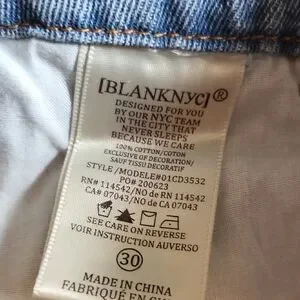 [BLANKNYC]®
DESIGNED FOR YOU
BY OUR NYC TEAM
IN THE CITY THAT
NEVER SLEEPS
BECAUSE WE CARE
100% COTTON/COTON
EXCLUSIVE OF DECORATION/
SAUF TISSU DECORATIF
STYLE /MODELE#01CD3532
PO# 200623
RN# 114542/NO de RN 114542
CA# 07043/NO de CA 07043
SEE CARE ON REVERSE
VOIR INSTRUCTION AUVERSO
30
MADE IN CHINA
FABRIQUÉ EN